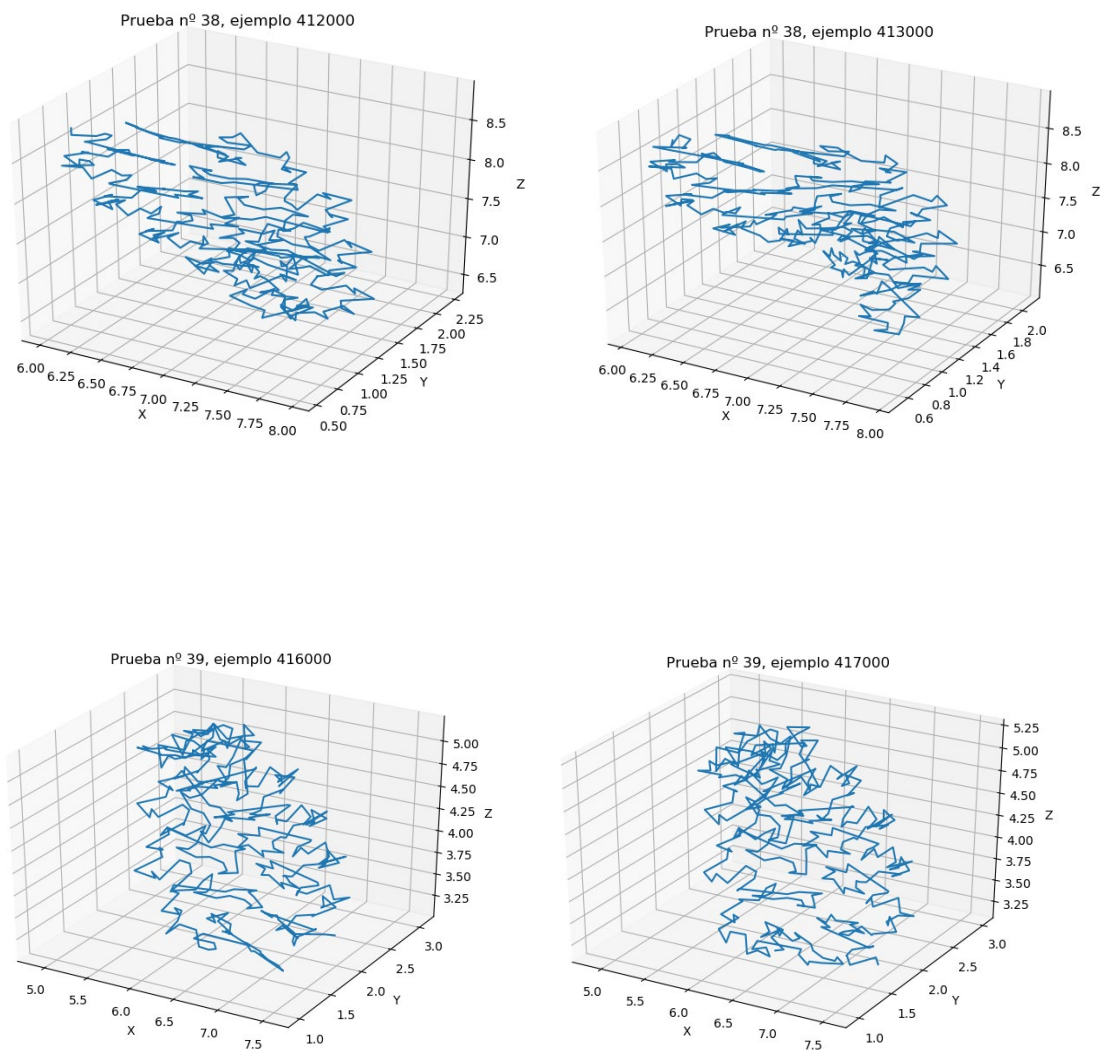 Prueba nº 38, ejemplo 412000
8.5
8.0
Z
7.5
7.0
6.5
2.25
2.00
1.75
Y
1.50
1.25
1.00
0.75
0.50
6.00 6.25 6.50 6.75 7.00 7.25 7.50 7.75 8.00
X
Prueba nº 38, ejemplo 413000
8.5
8.0
Z
7.5
7.0
6.5
2.0
1.8
1.6
Y
1.4
1.2
1.0
0.8
0.6
6.00 6.25 6.50 6.75 7.00 7.25 7.50 7.75 8.00
X
Prueba nº 39, ejemplo 416000
5.00
4.75
4.50
4.25
Z
4.00
3.75
3.50
3.25
3.0
2.5
Y
2.0
1.5
1.0
5.0 5.5 6.0 6.5 7.0 7.5
X
Prueba nº 39, ejemplo 417000
5.25
5.00
4.75
4.50
4.25
Z
4.00
3.75
3.50
3.25
3.0
2.5
Y
2.0
1.5
1.0
5.0 5.5 6.0 6.5 7.0 7.5
X